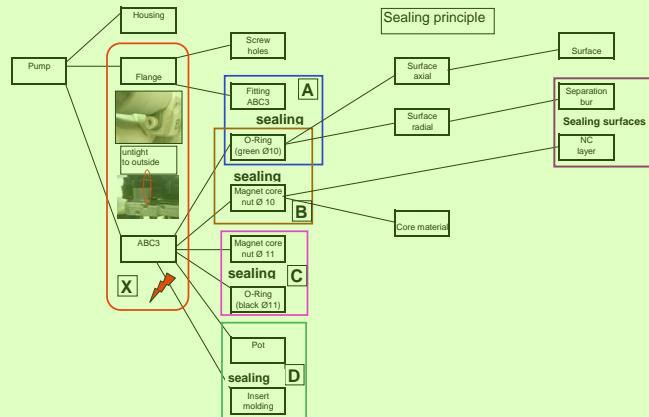 Sealing principle
Housing
Screw
holes
Surface
Pump
Flange
Surface
axial
Fitting
ABC3
A
Separation
bur
sealing
Surface
radial
Sealing surfaces
untight
to outside
O-Ring
(green Ø10)
NC
layer
sealing
Magnet core
nut Ø 10
B
Core material
ABC3
Magnet core
nut Ø 11
sealing
C
X
O-Ring
(black Ø11)
Pot
sealing
D
Insert
molding